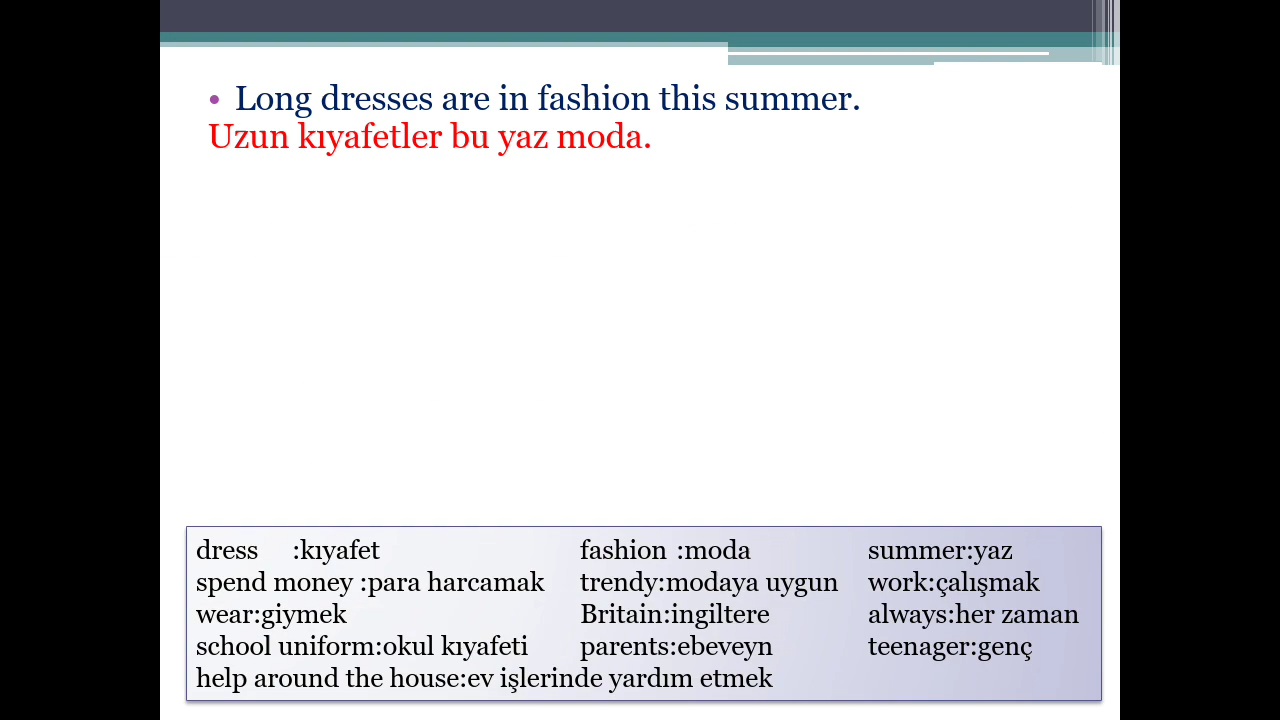 • Long dresses are in fashion this summer.
Uzun kıyafetler bu yaz moda.
dress :kıyafet fashion :moda summer:yaz
spend money :para harcamak trendy:modaya uygun work:çalışmak
wear:giymek Britain:ingiltere always:her zaman
school uniform:okul kıyafeti parents:ebeveyn teenager:genç
help around the house:ev işlerinde yardım etmek